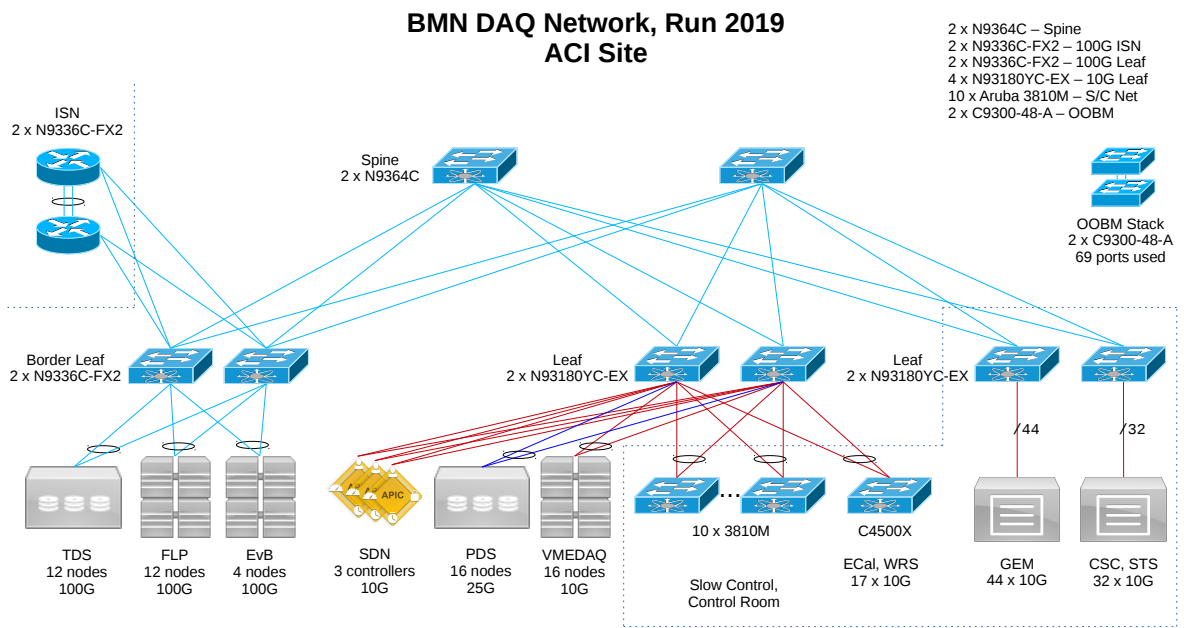 BMN DAQ Network, Run 2019
ACI Site
2 x N9364C – Spine
2 x N9336C-FX2 – 100G ISN
2 x N9336C-FX2 – 100G Leaf
4 x N93180YC-EX – 10G Leaf
10 x Aruba 3810M – S/C Net
2 x C9300-48-A – OOBM
ISN
2 x N9336C-FX2
Spine
2 x N9364C
OOBM Stack
2 x C9300-48-A
69 ports used
Border Leaf
2 x N9336C-FX2
Leaf
2 x N93180YC-EX
Leaf
2 x N93180YC-EX
/44
/32
APIC
...
10 x 3810M
C4500X
TDS
12 nodes
100G
FLP
12 nodes
100G
EvB
4 nodes
100G
SDN
3 controllers
10G
PDS
16 nodes
25G
VMEDAQ
16 nodes
10G
Slow Control,
Control Room
ECal, WRS
17 x 10G
GEM
44 x 10G
CSC, STS
32 x 10G